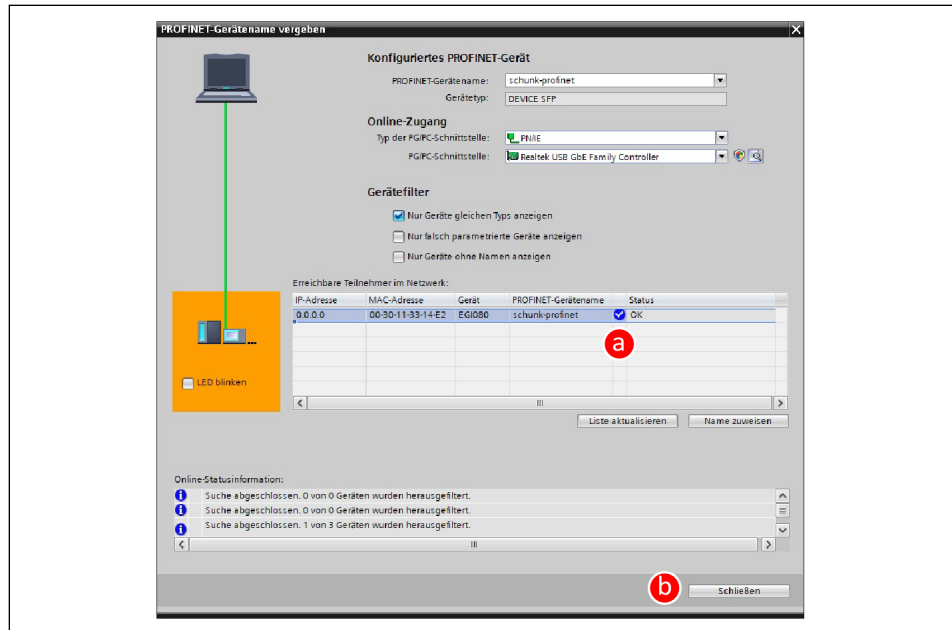 PROFINET-Gerätename vergeben
Konfiguriertes PROFINET-Gerät
PROFINET-Gerätename: schunk-profinet
Gerätetyp: DEVICE SFP
Online-Zugang
Typ der PG/PC-Schnittstelle: PN/IE
PG/PC-Schnittstelle: Realtek USB GbE Family Controller
Gerätefilter
Nur Geräte gleichen Typs anzeigen
Nur falsch parametrierte Geräte anzeigen
Nur Geräte ohne Namen anzeigen
Erreichbare Teilnehmer im Netzwerk:
IP-Adresse MAC-Adresse Gerät PROFINET-Gerätename Status
0.0.0.0 00-30-11-33-14-E2 EGI080 schunk-profinet OK
a
LED blinken
Liste aktualisieren Name zuweisen
Online-Statusinformation:
Suche abgeschlossen. 0 von 0 Geräten wurden herausgefiltert.
Suche abgeschlossen. 0 von 0 Geräten wurden herausgefiltert.
Suche abgeschlossen. 1 von 3 Geräten wurden herausgefiltert.
b Schließen